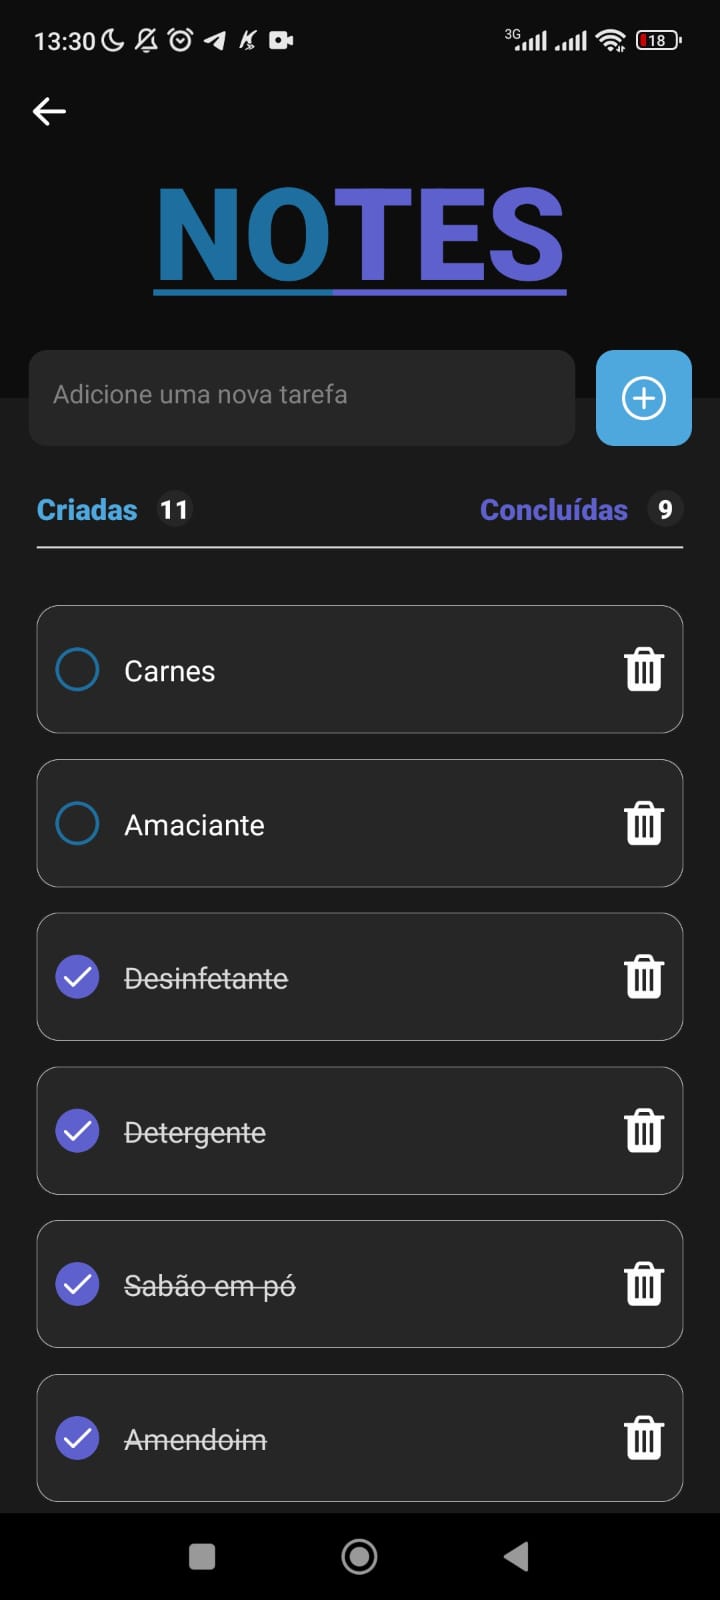 13:30 3G 18
NOTES
Adicione uma nova tarefa
Criadas 11 Concluídas 9
Carnes
Amaciante
Desinfetante
Detergente
Sabão em pó
Amendoim